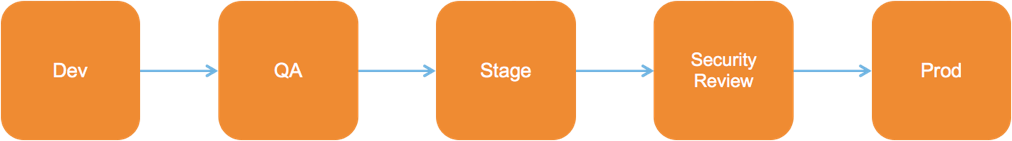 Dev
QA
Stage
Security
Review
Prod